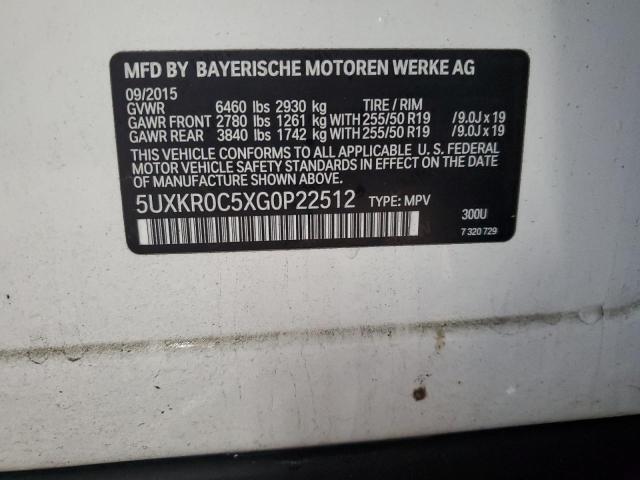 MFD BY BAYERISCHE MOTOREN WERKE AG
09/2015
GVWR 6460 lbs 2930 kg TIRE / RIM
GAWR FRONT 2780 lbs 1261 kg WITH 255/50 R19 /9.0J x 19
GAWR REAR 3840 lbs 1742 kg WITH 255/50 R19 /9.0J x 19
THIS VEHICLE CONFORMS TO ALL APPLICABLE U. S. FEDERAL
MOTOR VEHICLE SAFETY STANDARDS IN EFFECT ON THE
DATE OF MANUFACTURE SHOWN ABOVE.
5UXKR0C5XG0P22512 TYPE: MPV
300U
7 320 729